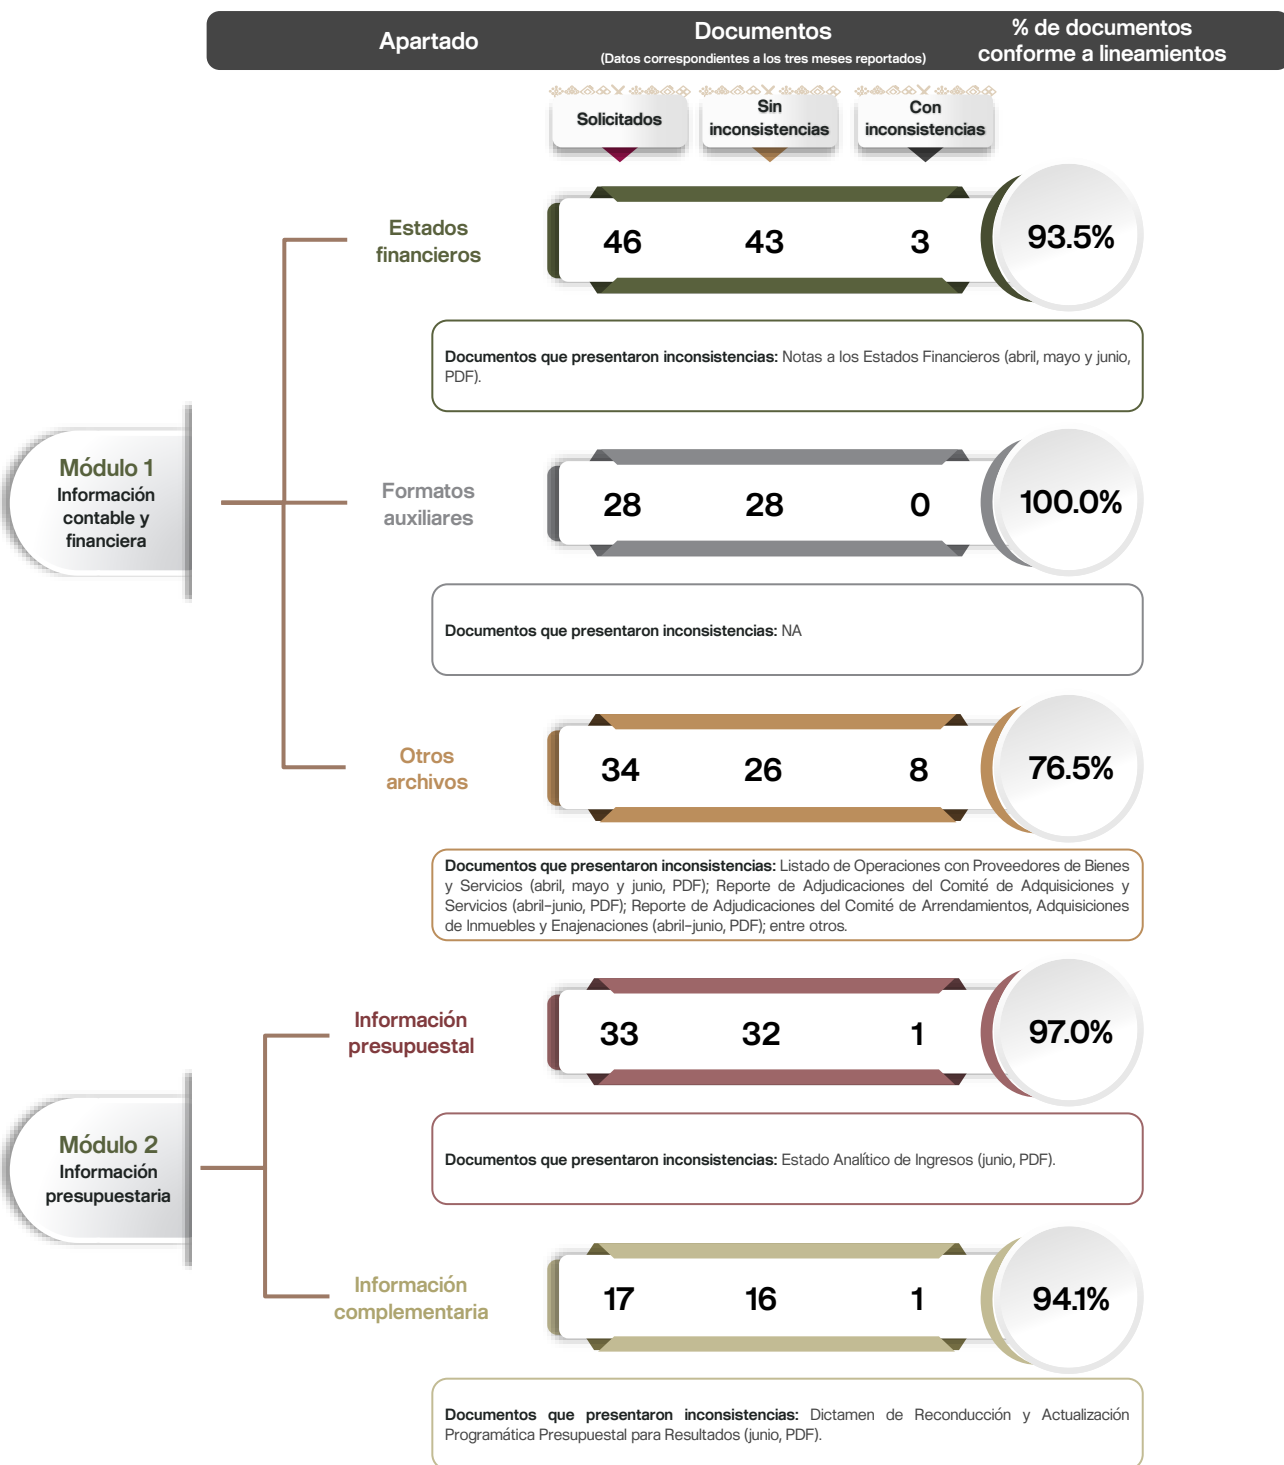 Apartado
Documentos
(Datos correspondientes a los tres meses reportados)
% de documentos
conforme a lineamientos
Solicitados
Sin
inconsistencias
Con
inconsistencias
Módulo 1
Información
contable y
financiera
Estados
financieros
46 43 3 93.5%
Documentos que presentaron inconsistencias: Notas a los Estados Financieros (abril, mayo y junio,
PDF).
Formatos
auxiliares
28 28 0 100.0%
Documentos que presentaron inconsistencias: NA
Otros
archivos
34 26 8 76.5%
Documentos que presentaron inconsistencias: Listado de Operaciones con Proveedores de Bienes
y Servicios (abril, mayo y junio, PDF); Reporte de Adjudicaciones del Comité de Adquisiciones y
Servicios (abril-junio, PDF); Reporte de Adjudicaciones del Comité de Arrendamientos, Adquisiciones
de Inmuebles y Enajenaciones (abril-junio, PDF); entre otros.
Módulo 2
Información
presupuestaria
Información
presupuestal
33 32 1 97.0%
Documentos que presentaron inconsistencias: Estado Analítico de Ingresos (junio, PDF).
Información
complementaria
17 16 1 94.1%
Documentos que presentaron inconsistencias: Dictamen de Reconducción y Actualización
Programática Presupuestal para Resultados (junio, PDF).